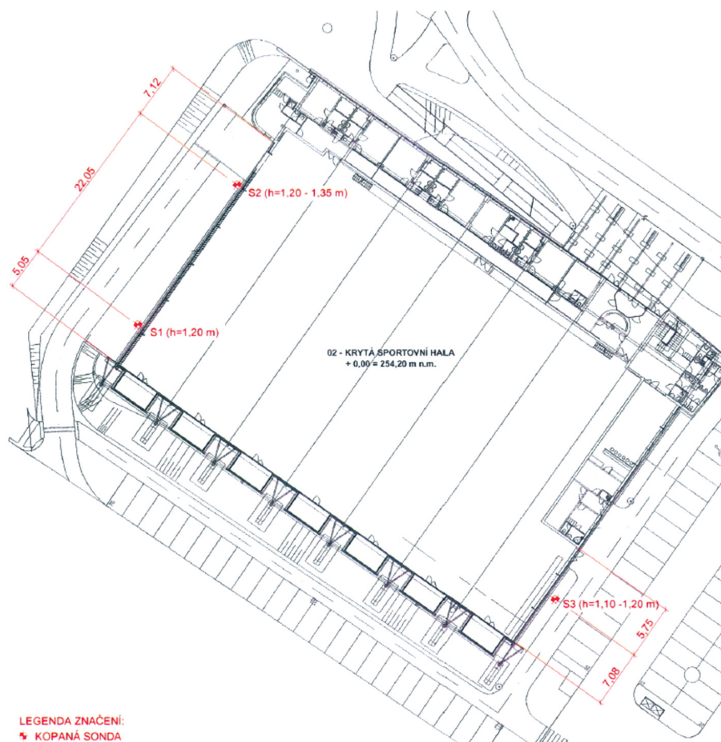 7,12
22,05
S2 (h=1,20 - 1,35 m)
5,05
S1 (h=1,20 m)
02 - KRYTÁ SPORTOVNÍ HALA
+ 0,00 = 254,20 m n.m.
S3 (h=1,10 -1,20 m)
5,75
7,08
LEGENDA ZNAČENÍ:
KOPANÁ SONDA